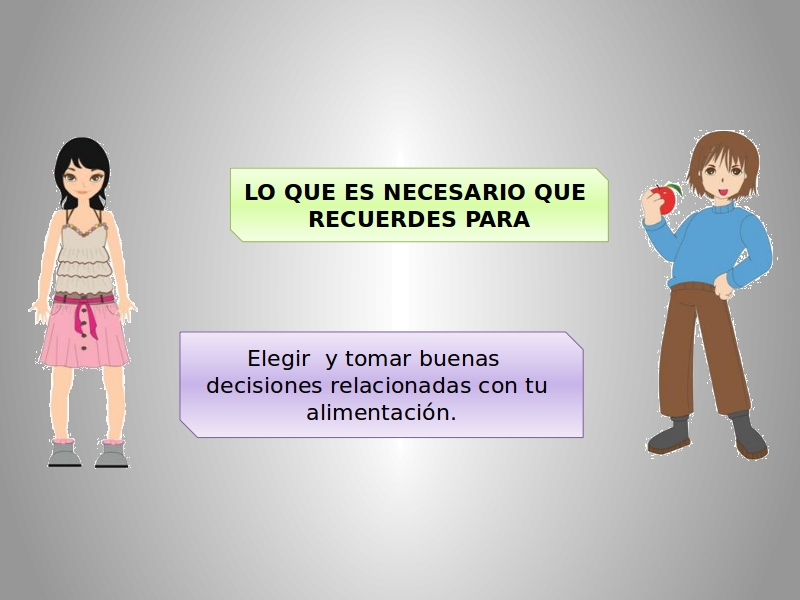 LO QUE ES NECESARIO QUE
RECUERDES PARA
Elegir  y tomar buenas
decisiones relacionadas con tu
alimentación.